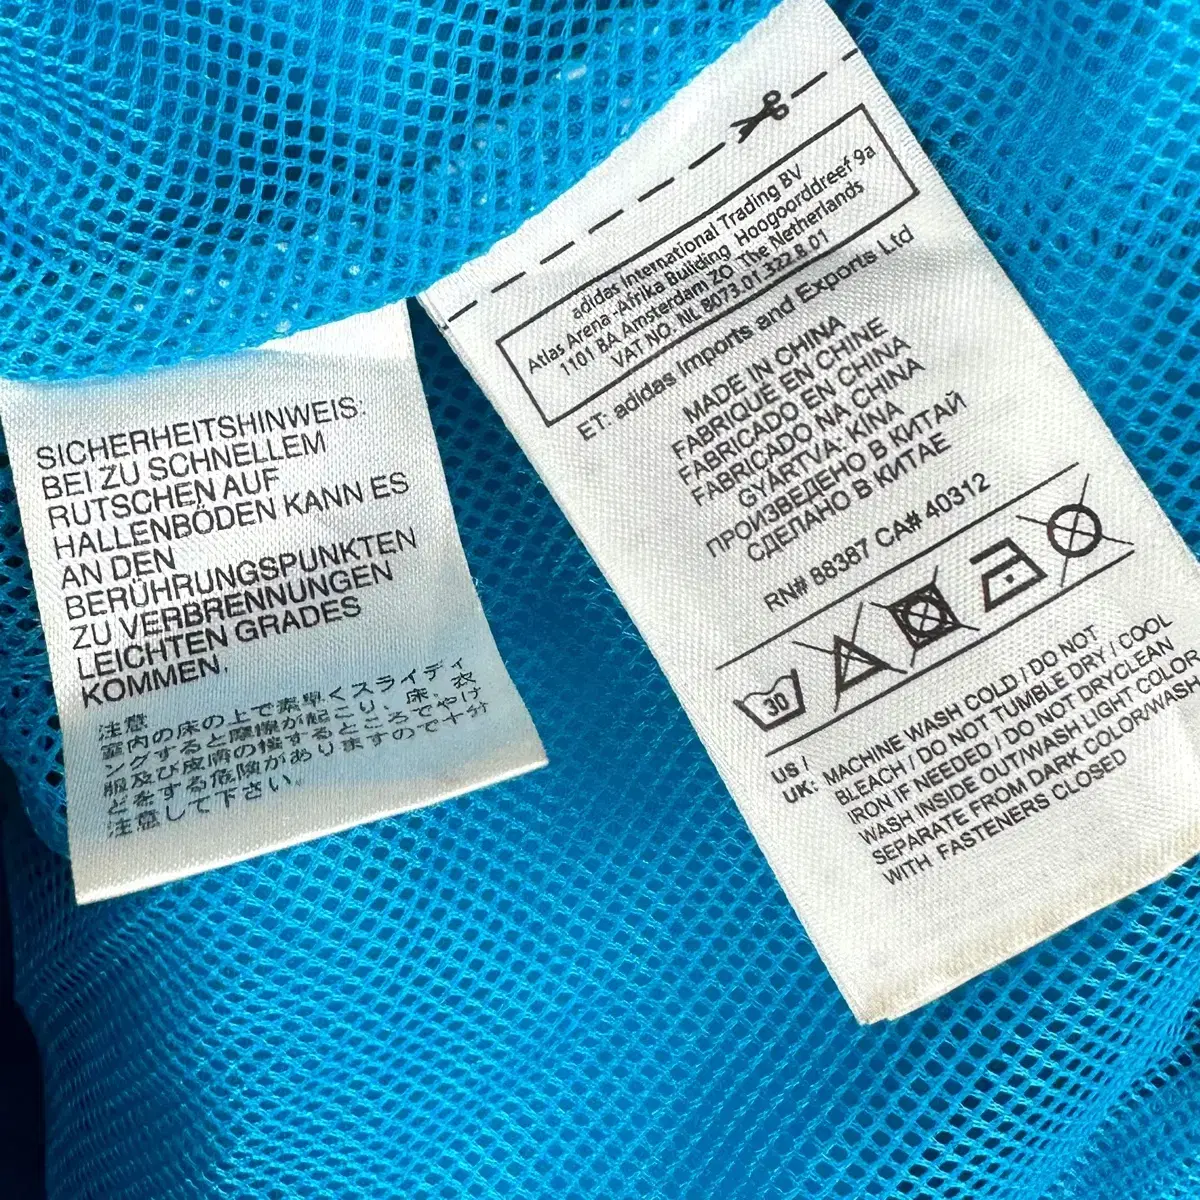 SICHERHEITSHINWEIS:
BEI ZU SCHNELLEM
RUTSCHEN AUF
HALLENBÖDEN KANN ES
AN DEN
BERÜHRUNGSPUNKTEN
ZU VERBRENNUNGEN
LEICHTEN GRADES
KOMMEN.
注意
室内の床の上で素早くスライディ
ングすると摩擦が起こり、床、衣
服及び皮膚の接するところでやけ
どをする危険がありますので十分
注意して下さい。
adidas International Trading BV
Atlas Arena -Afrika Building Hoogoorddreef 9a
1101 BA Amsterdam ZO The Netherlands
VAT NO. NL 8073.01.322.B.01
ET: adidas Imports and Exports Ltd
MADE IN CHINA
FABRIQUÉ EN CHINE
FABRICADO EN CHINA
FABRICADO NA CHINA
GYÁRTVA: KINA
ПРОИЗВЕДЕНО В КИТАЙ
СДЕЛАНО В КИТАЕ
RN# 88387 CA# 40312
30
US / UK: MACHINE WASH COLD / DO NOT
BLEACH / DO NOT TUMBLE DRY / COOL
IRON IF NEEDED / DO NOT DRYCLEAN
WASH INSIDE OUT/WASH LIGHT COLOR
SEPARATE FROM DARK COLOR/WASH
WITH FASTENERS CLOSED